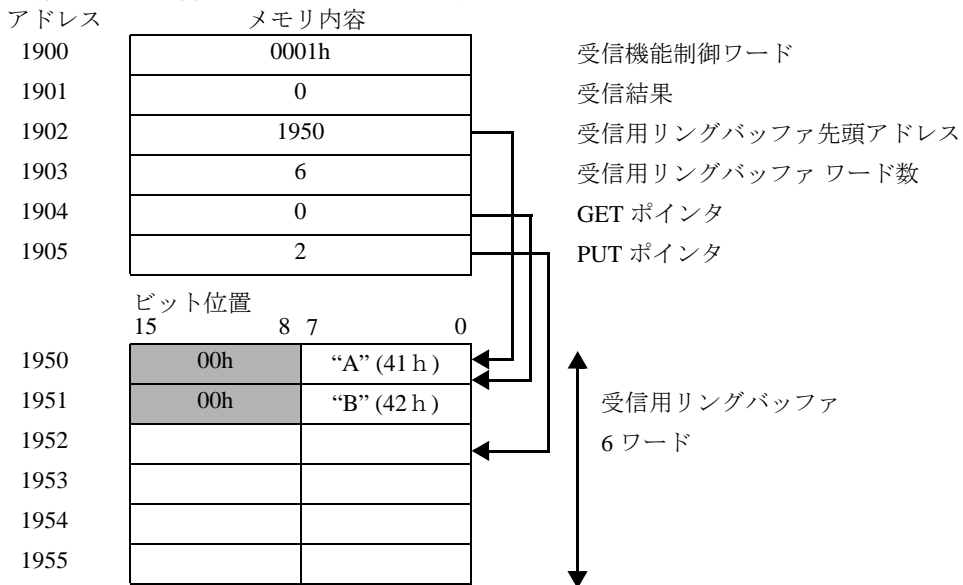 アドレス メモリ内容
1900 0001h 受信機能制御ワード
1901 0 受信結果
1902 1950 受信用リングバッファ先頭アドレス
1903 6 受信用リングバッファ ワード数
1904 0 GET ポインタ
1905 2 PUT ポインタ
ビット位置
15 8 7 0
1950 00h “A” (41ｈ)
1951 00h “B” (42ｈ) 受信用リングバッファ
1952 6 ワード
1953
1954
1955